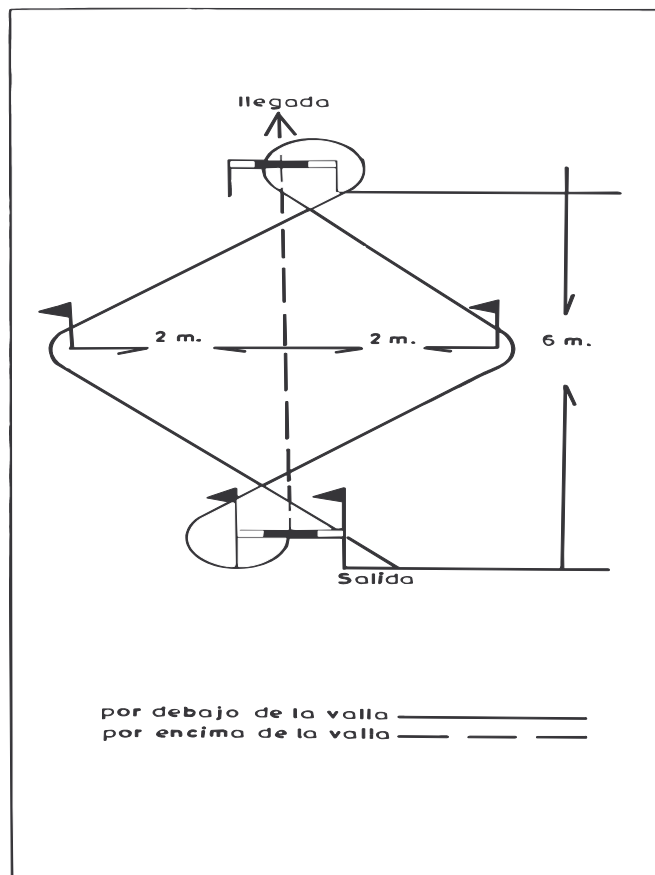 llegada
2 m.
2 m.
6 m.
Salida
por debajo de la valla
por encima de la valla